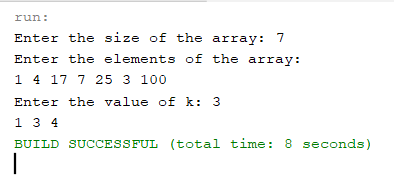 run:
Enter the size of the array: 7
Enter the elements of the array:
1 4 17 7 25 3 100
Enter the value of k: 3
1 3 4
BUILD SUCCESSFUL (total time: 8 seconds)